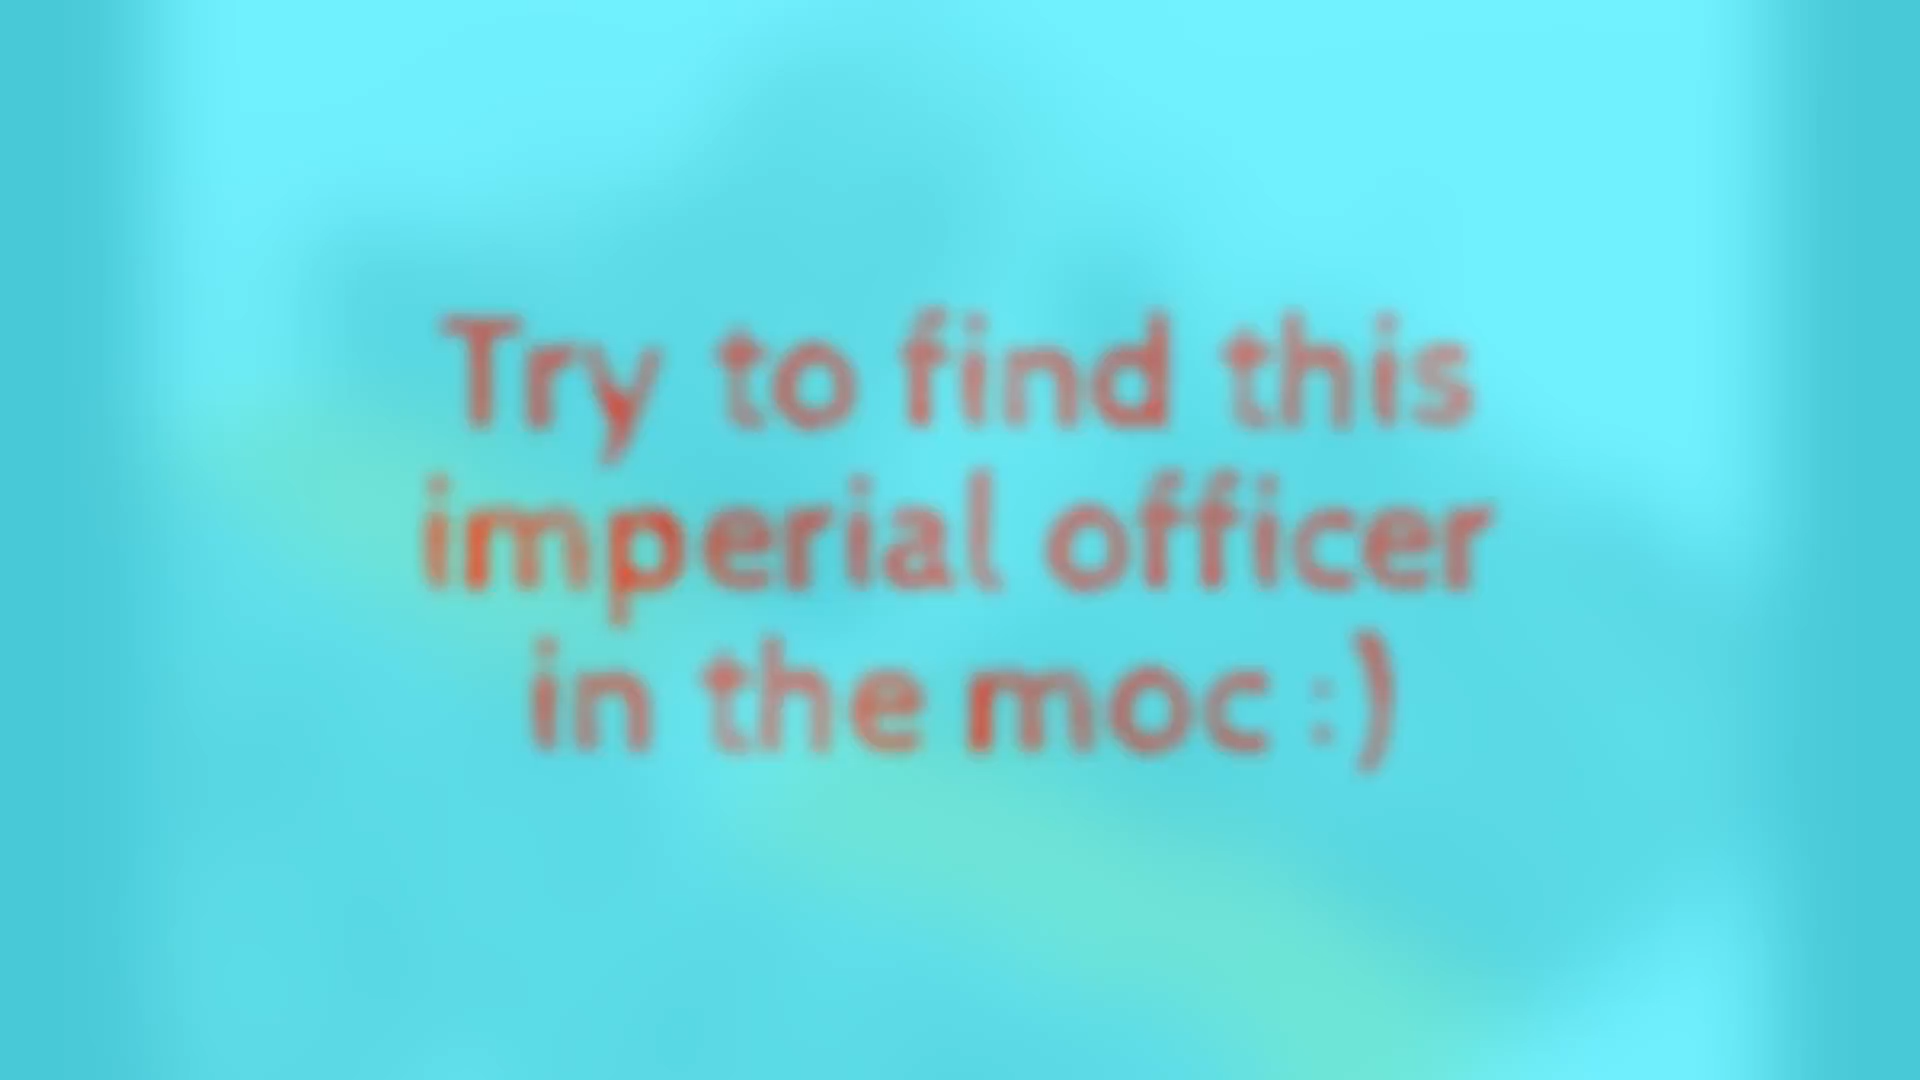 Try to find this
imperial officer
in the moc :)